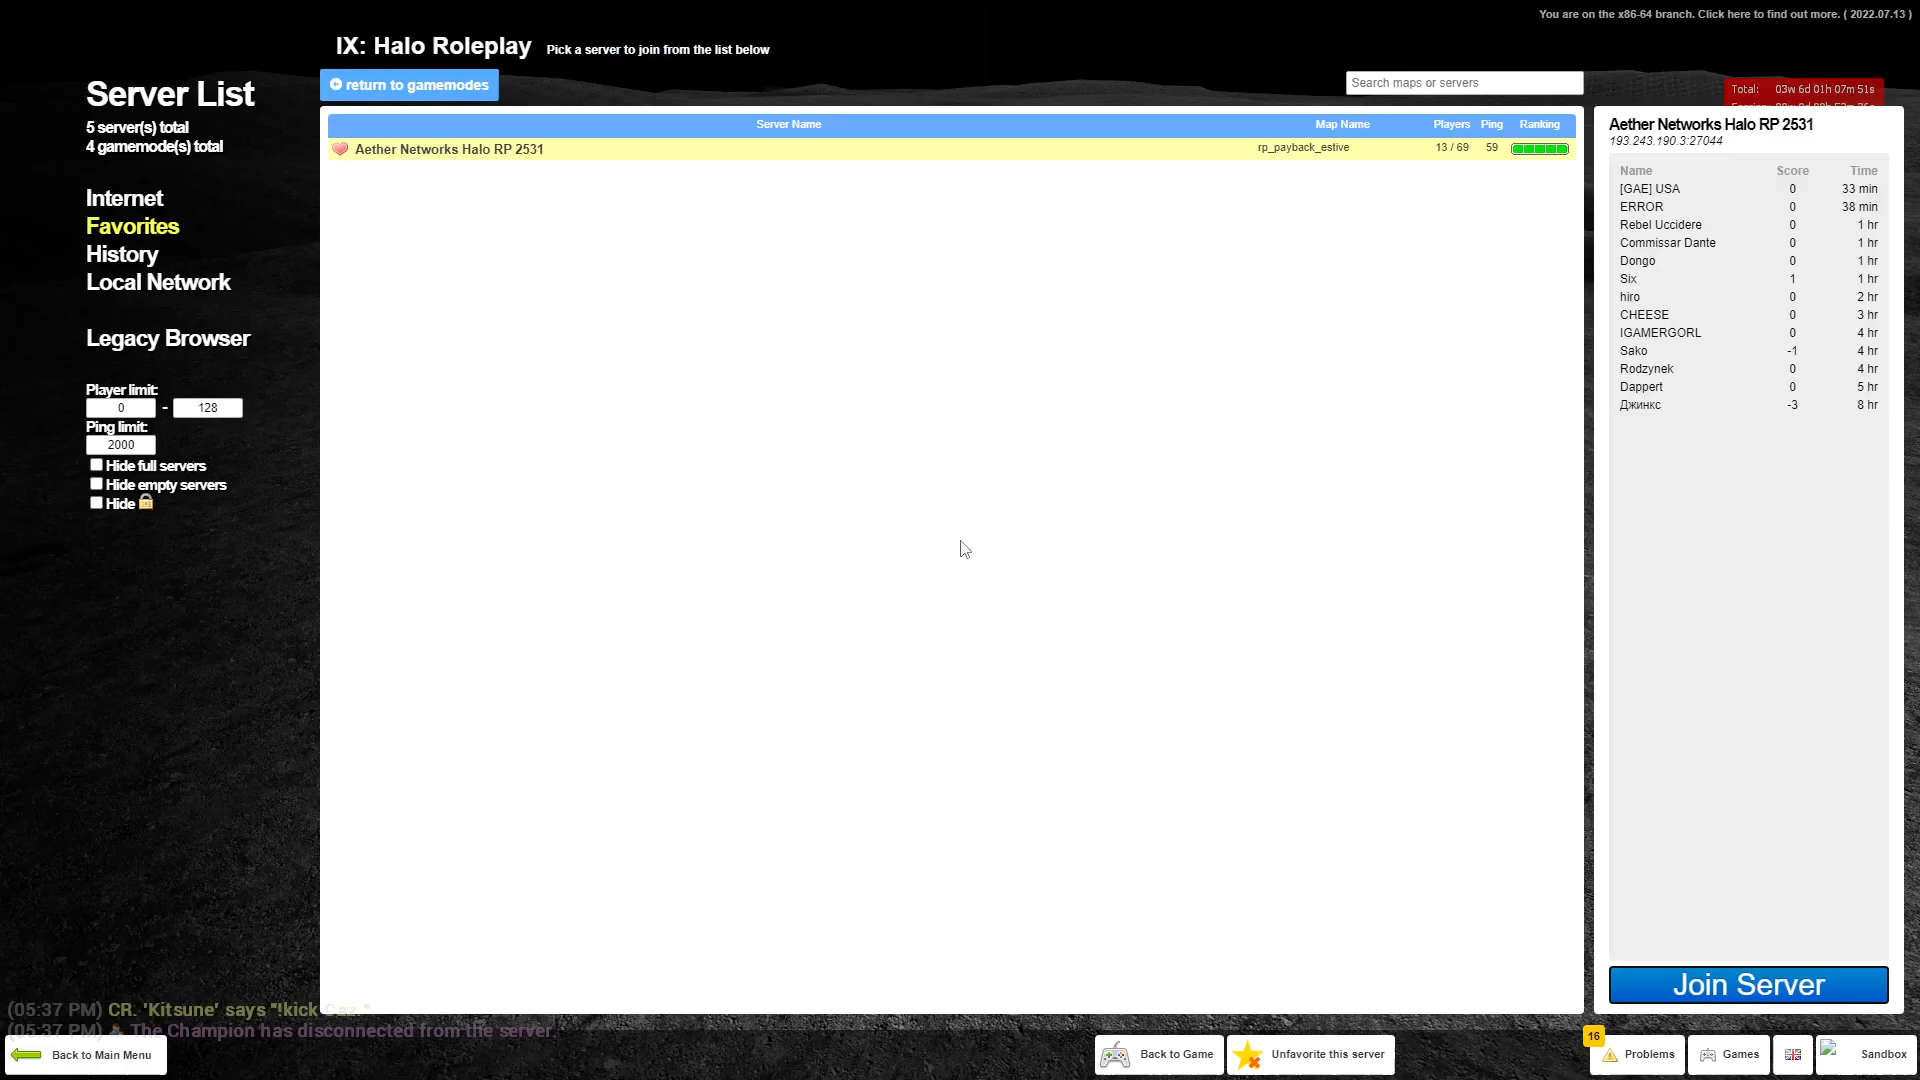 You are on the x86-64 branch. Click here to find out more. ( 2022.07.13 )
IX: Halo Roleplay Pick a server to join from the list below
return to gamemodes
Search maps or servers
Total: 03w 6d 01h 07m 51s
Server List
5 server(s) total
4 gamemode(s) total
Internet
Favorites
History
Local Network
Legacy Browser
Player limit:
0 - 128
Ping limit:
2000
Hide full servers
Hide empty servers
Hide
Server Name Map Name Players Ping Ranking
Aether Networks Halo RP 2531 rp_payback_estive 13 / 69 59
Aether Networks Halo RP 2531
193.243.190.3:27044
Name Score Time
[GAE] USA 0 33 min
ERROR 0 38 min
Rebel Uccidere 0 1 hr
Commissar Dante 0 1 hr
Dongo 0 1 hr
Six 1 1 hr
hiro 0 2 hr
CHEESE 0 3 hr
IGAMERGORL 0 4 hr
Sako -1 4 hr
Rodzynek 0 4 hr
Dappert 0 5 hr
Джинкс -3 8 hr
Join Server
(05:37 PM) CR. 'Kitsune' says "!kick Caz."
(05:37 PM) The Champion has disconnected from the server.
Back to Main Menu
Back to Game
Unfavorite this server
16
Problems
Games
Sandbox